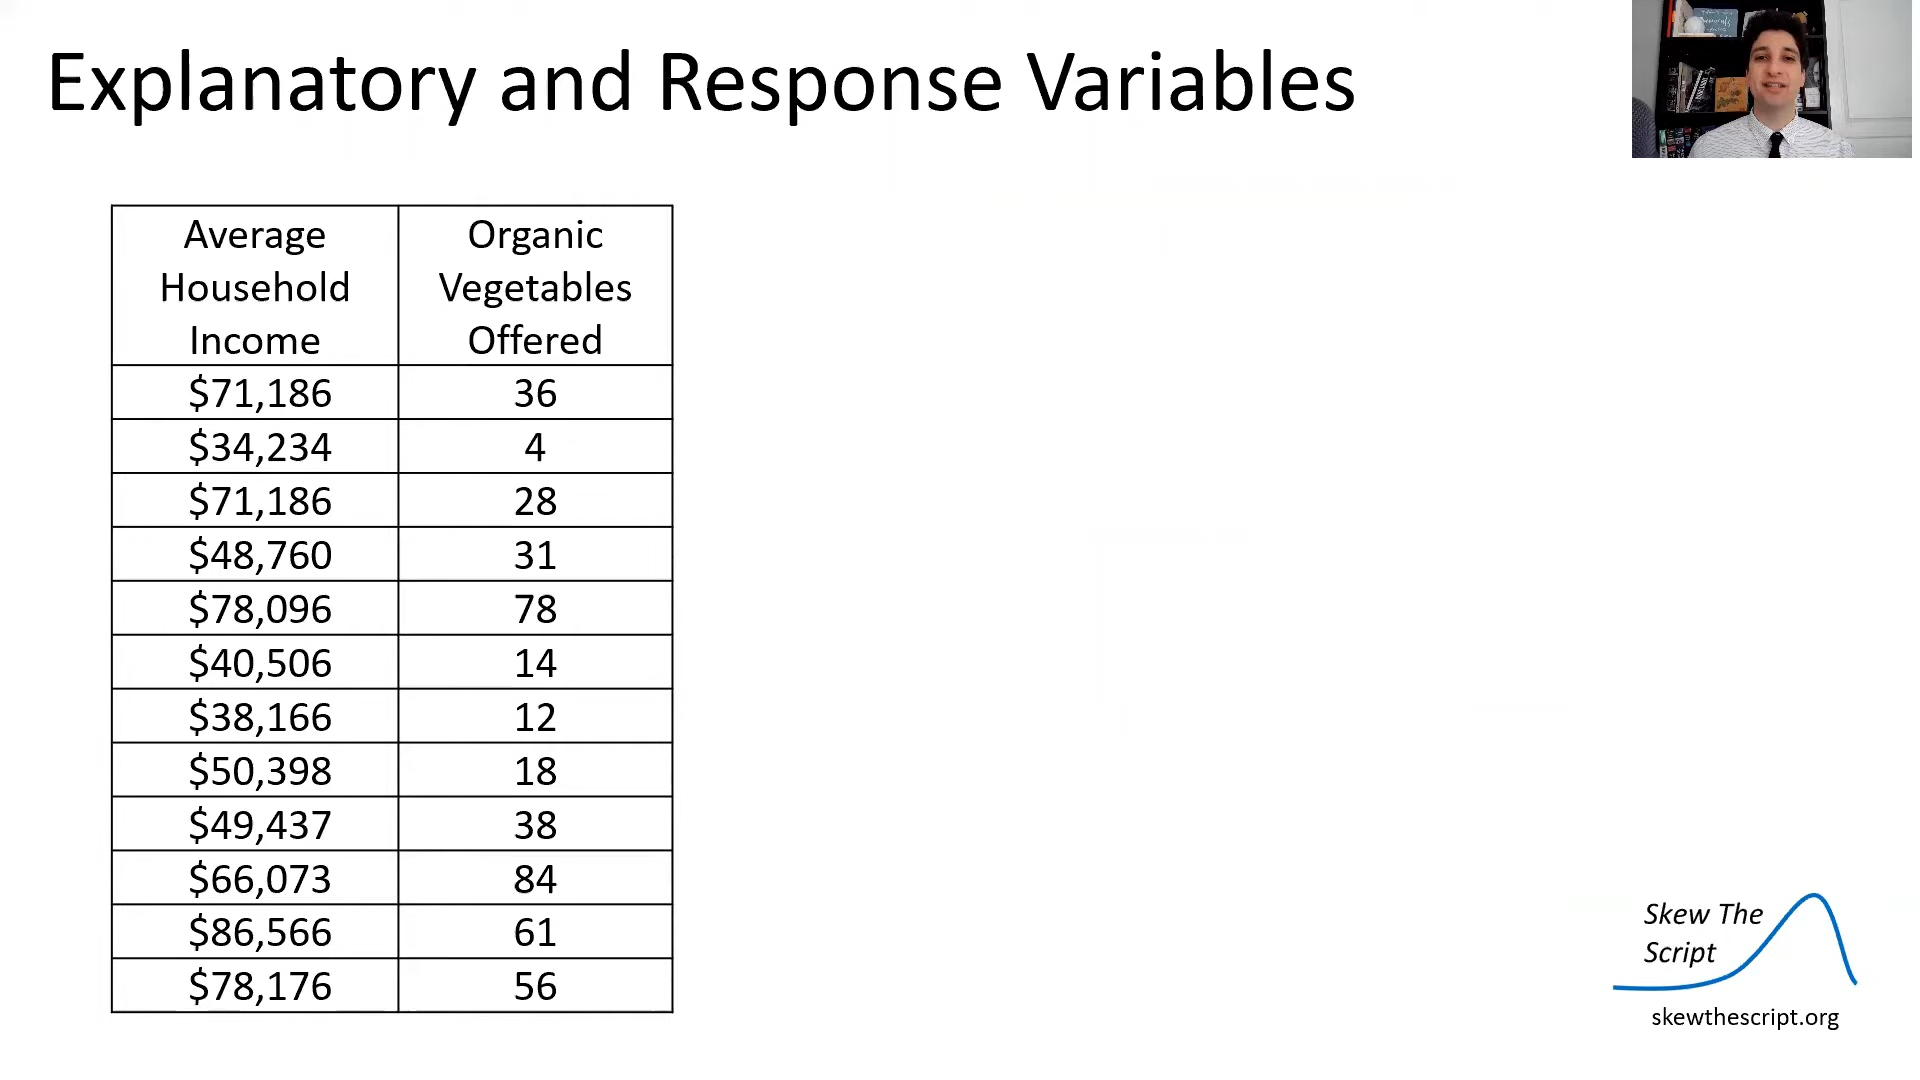 Explanatory and Response Variables
Average Household Income
Organic Vegetables Offered
$71,186 36
$34,234 4
$71,186 28
$48,760 31
$78,096 78
$40,506 14
$38,166 12
$50,398 18
$49,437 38
$66,073 84
$86,566 61
$78,176 56
Skew The
Script
skewthescript.org